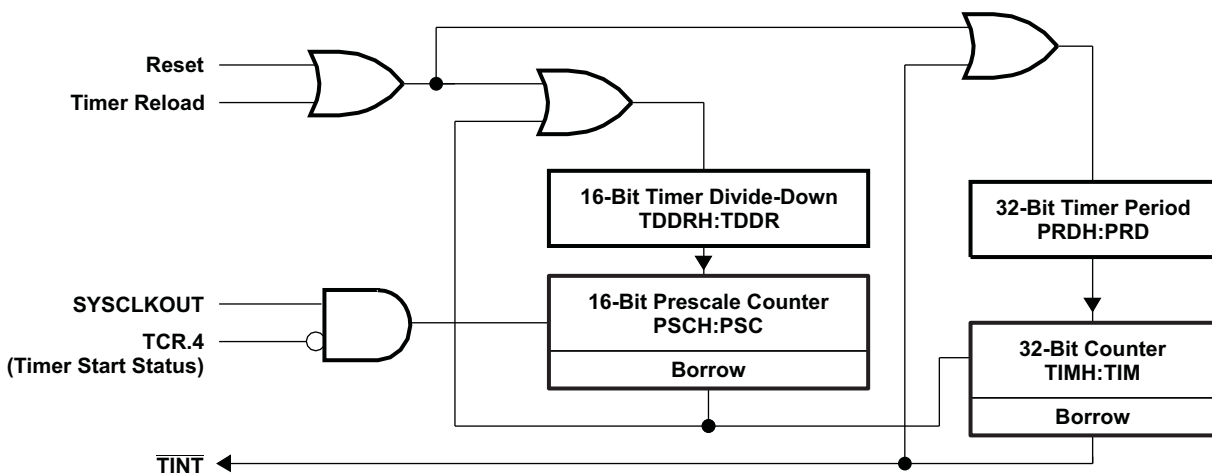 Reset
Timer Reload
16-Bit Timer Divide-Down
TDDRH:TDDR
32-Bit Timer Period
PRDH:PRD
SYSCLKOUT
TCR.4
(Timer Start Status)
16-Bit Prescale Counter
PSCH:PSC
Borrow
32-Bit Counter
TIMH:TIM
Borrow
TINT